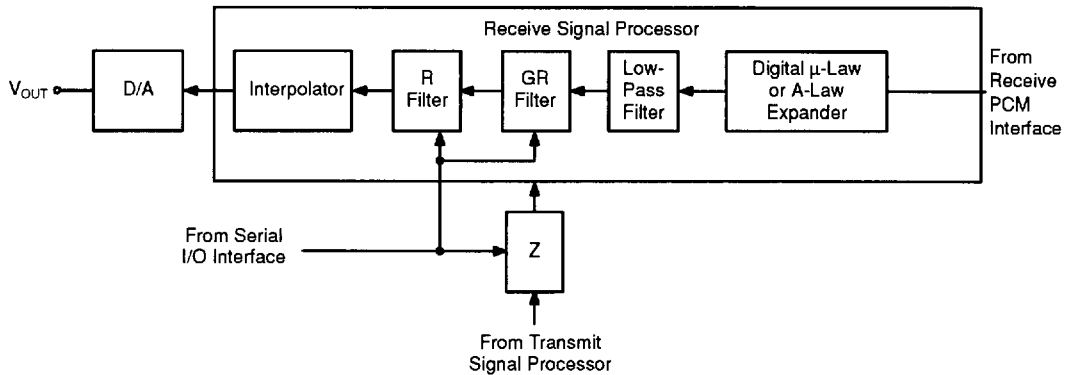 Receive Signal Processor
V_OUT
D/A
Interpolator
R
Filter
GR
Filter
Low-
Pass
Filter
Digital μ-Law
or A-Law
Expander
From
Receive
PCM
Interface
From Serial
I/O Interface
Z
From Transmit
Signal Processor